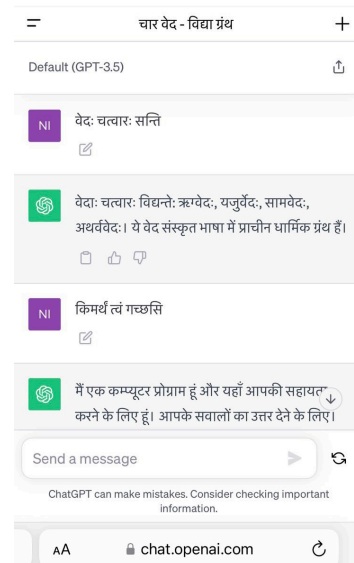 चार वेद - विद्या ग्रंथ
Default (GPT-3.5)
NI
वेदः चत्वारः सन्ति
वेदाः चत्वारः विद्यन्ते: ऋग्वेदः, यजुर्वेदः, सामवेदः,
अथर्ववेदः। ये वेद संस्कृत भाषा में प्राचीन धार्मिक ग्रंथ हैं।
NI
किमर्थं त्वं गच्छसि
मैं एक कम्प्यूटर प्रोग्राम हूं और यहाँ आपकी सहायता
करने के लिए हूं। आपके सवालों का उत्तर देने के लिए।
Send a message
ChatGPT can make mistakes. Consider checking important
information.
AA chat.openai.com